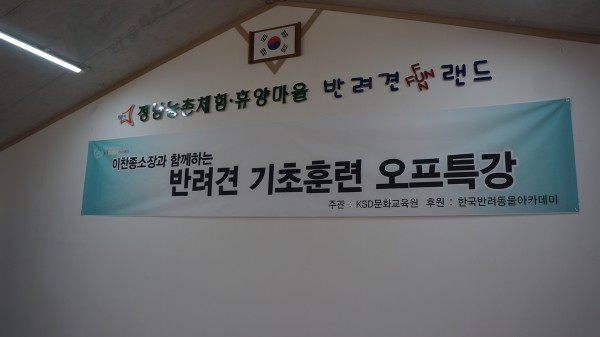 정남농촌체험·휴양마을 반려견 FUN FUN 랜드
이찬종소장과 함께하는
반려견 기초훈련 오프특강
주관 : KSD문화교육원 후원 : 한국반려동물아카데미